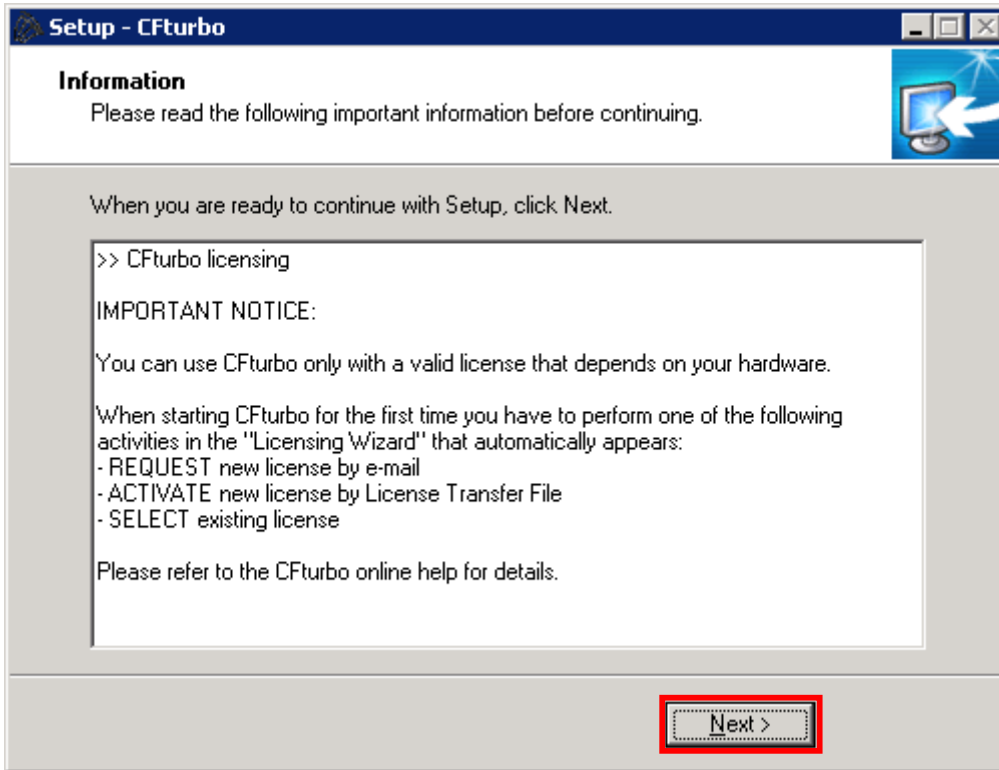 Setup - CFturbo
Information
Please read the following important information before continuing.
When you are ready to continue with Setup, click Next.
>> CFturbo licensing
IMPORTANT NOTICE:
You can use CFturbo only with a valid license that depends on your hardware.
When starting CFturbo for the first time you have to perform one of the following
activities in the "Licensing Wizard" that automatically appears:
- REQUEST new license by e-mail
- ACTIVATE new license by License Transfer File
- SELECT existing license
Please refer to the CFturbo online help for details.
Next >